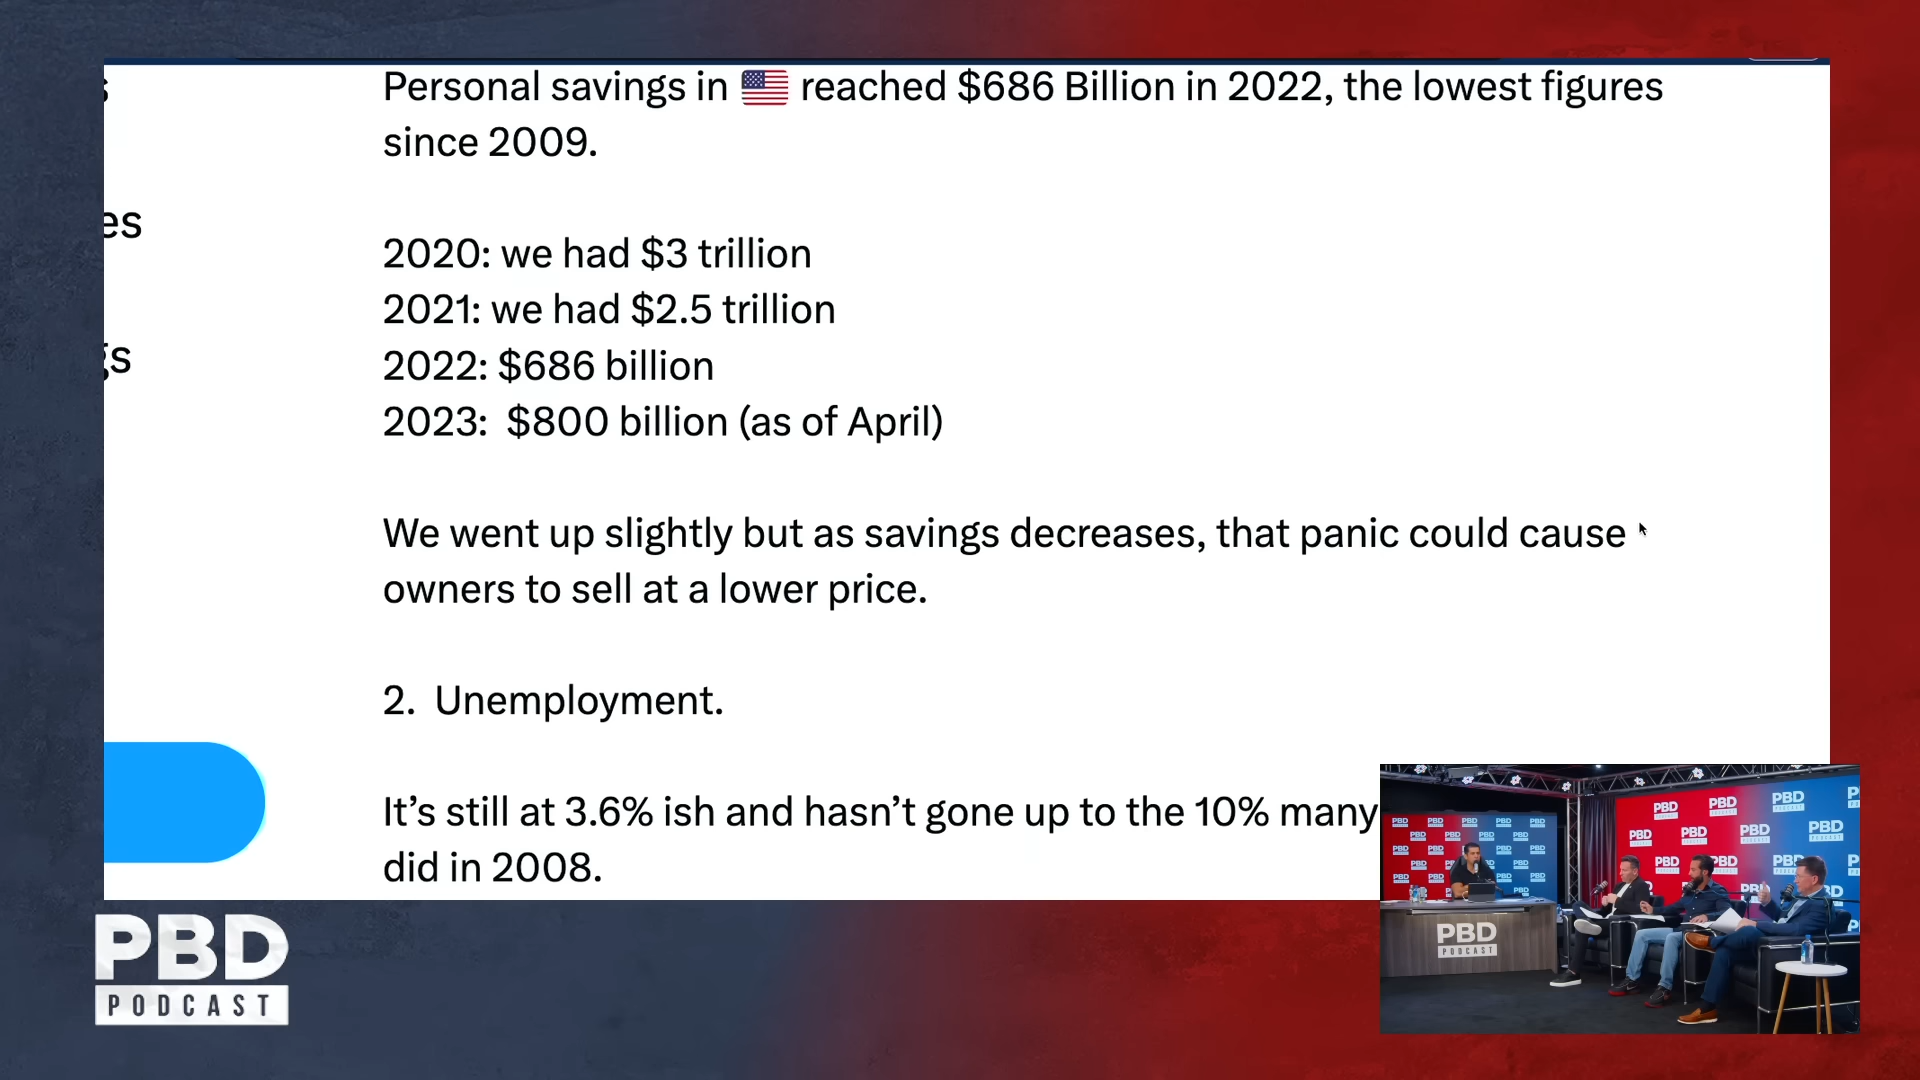 Personal savings in 🇺🇸 reached $686 Billion in 2022, the lowest figures
since 2009.
es
gs
2020: we had $3 trillion
2021: we had $2.5 trillion
2022: $686 billion
2023: $800 billion (as of April)
We went up slightly but as savings decreases, that panic could cause
owners to sell at a lower price.
2. Unemployment.
It’s still at 3.6% ish and hasn’t gone up to the 10% many
did in 2008.
PBD
PODCAST
PBD
PODCAST